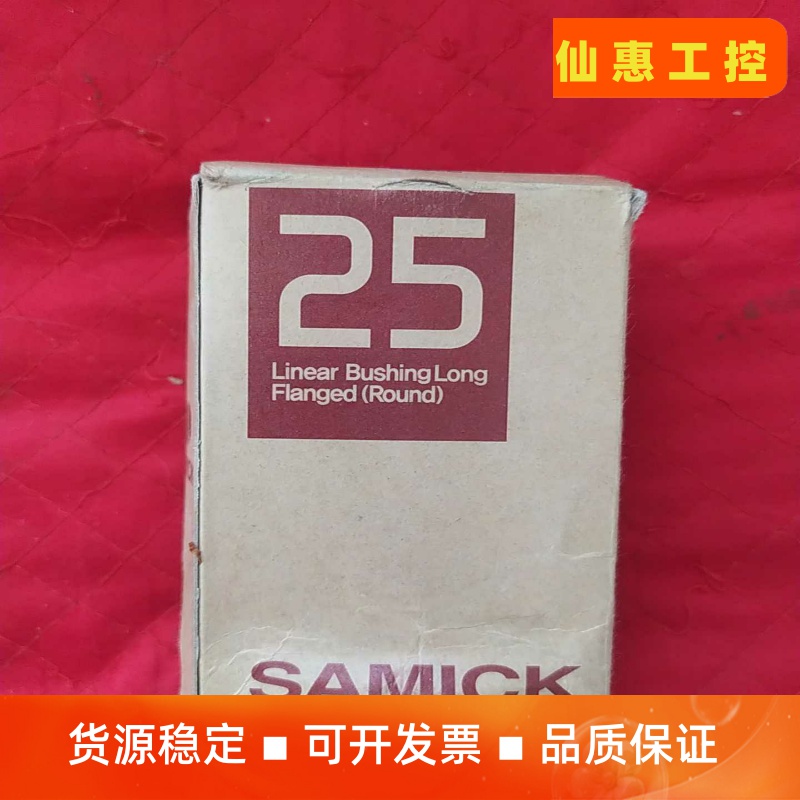 仙惠工控
25
Linear Bushing Long
Flanged (Round)
SAMICK
货源稳定 ■ 可开发票 ■ 品质保证